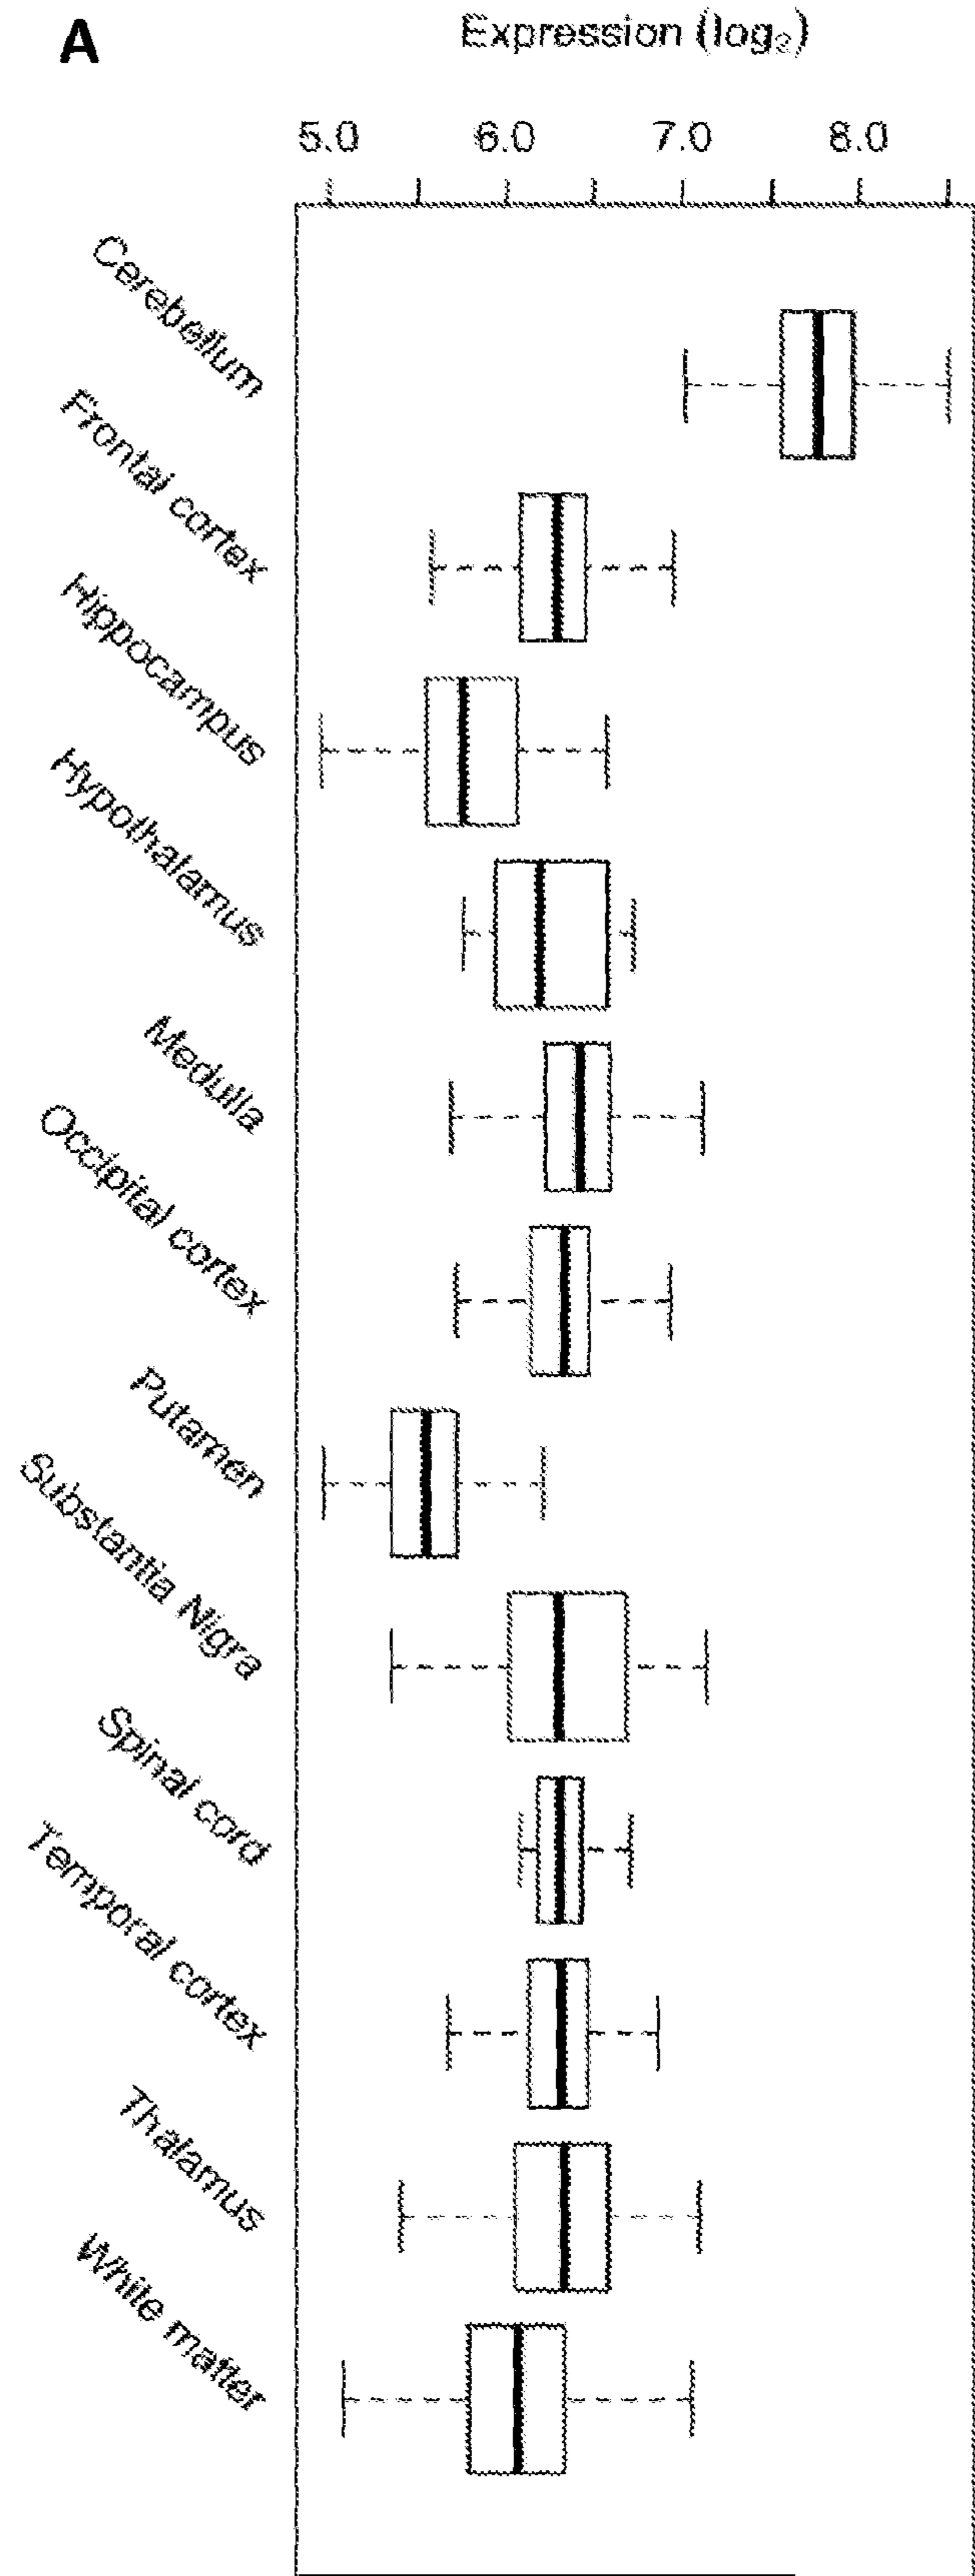 A
Expression (log₂)
5.0 6.0 7.0 8.0
Cerebellum
Frontal cortex
Hippocampus
Hypothalamus
Medulla
Occipital cortex
Putamen
Substantia Nigra
Spinal cord
Temporal cortex
Thalamus
White matter